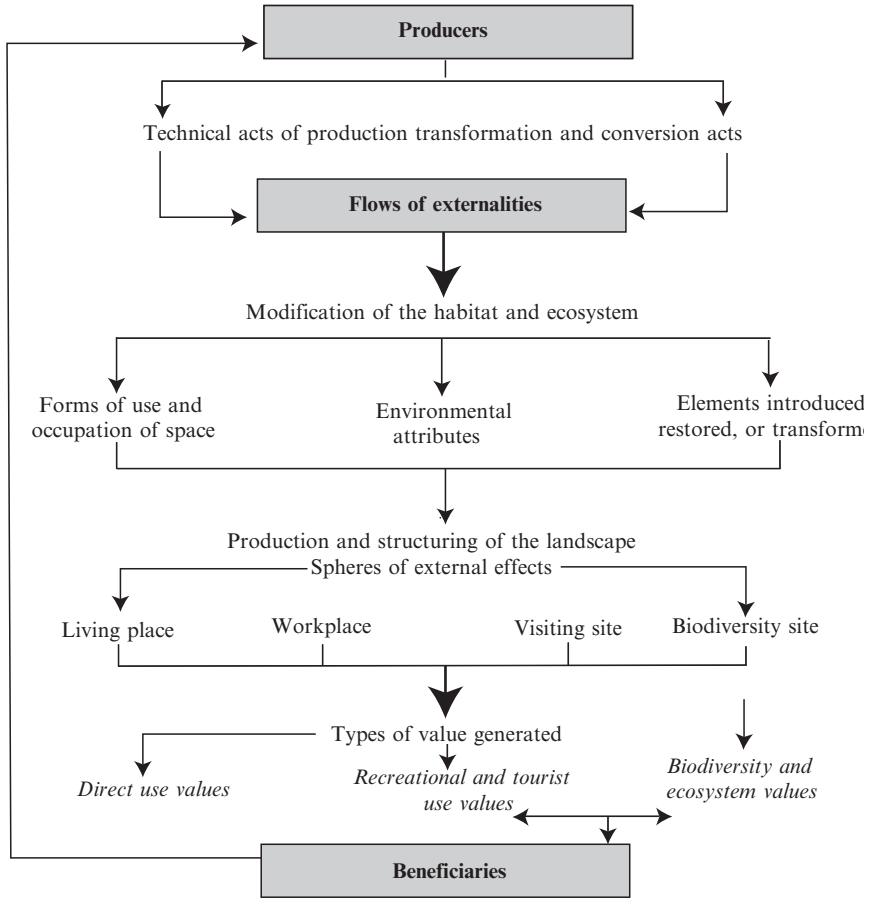 Producers
Technical acts of production transformation and conversion acts
Flows of externalities
Modification of the habitat and ecosystem
Forms of use and
occupation of space
Environmental
attributes
Elements introduced
restored, or transform
Production and structuring of the landscape
Spheres of external effects
Living place
Workplace
Visiting site
Biodiversity site
Types of value generated
Direct use values
Recreational and tourist
use values
Biodiversity and
ecosystem values
Beneficiaries